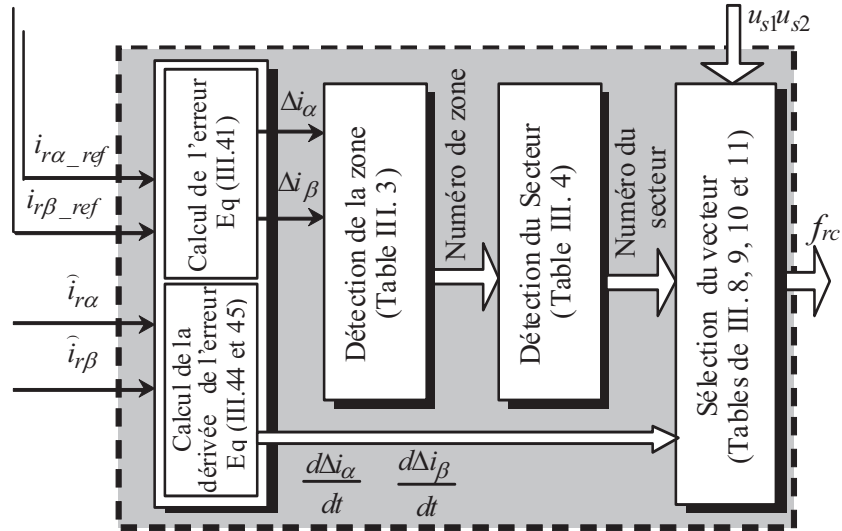 u_{s1}u_{s2}
i_{rα_ref}
i_{rβ_ref}
\hat{i}_{rα}
\hat{i}_{rβ}
Calcul de l'erreur
Eq (III.41)
Calcul de la
dérivée de l'erreur
Eq (III.44 et 45)
Δi_α
Δi_β
Détection de la zone
(Table III. 3)
Numéro de zone
Détection du Secteur
(Table III. 4)
Numéro du
secteur
Sélection du vecteur
(Tables de III. 8, 9, 10 et 11)
f_{rc}
dΔi_α/dt dΔi_β/dt